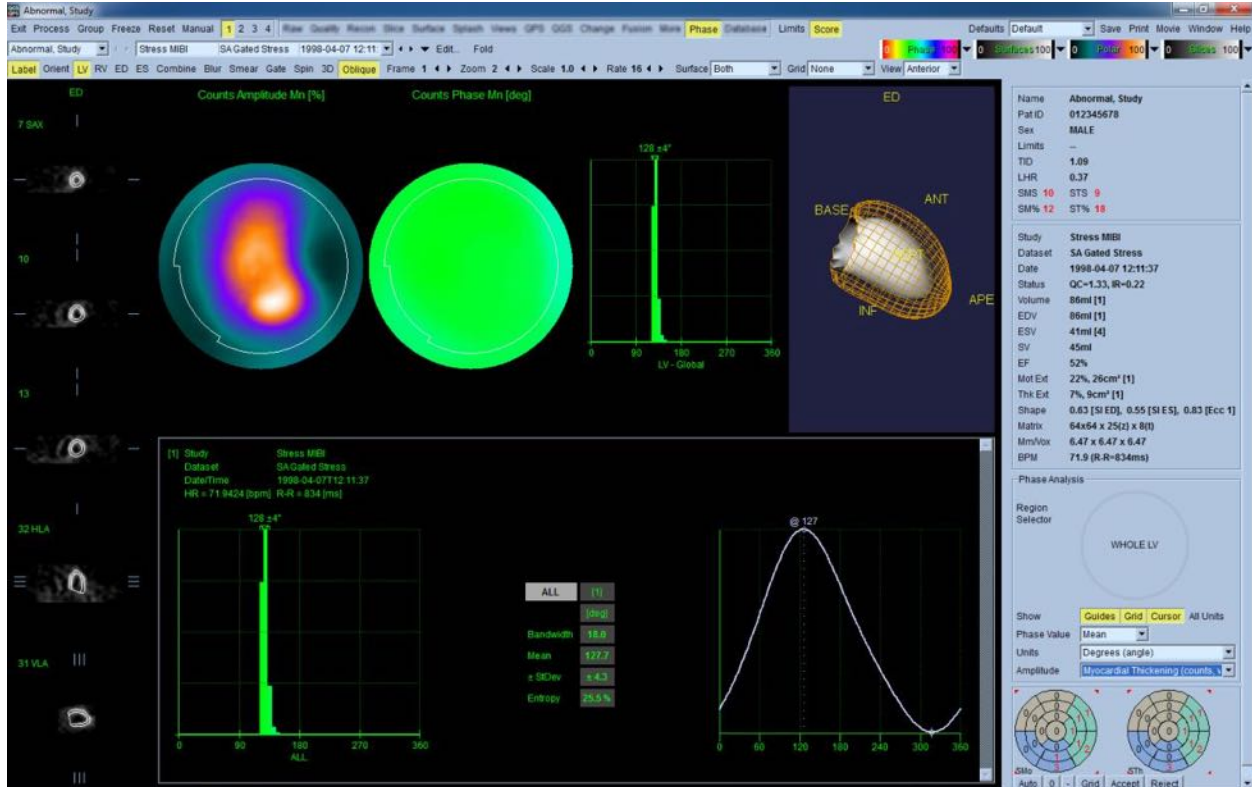 Abnormal, Study
Exit Process Group Freeze Reset Manual 1 2 3 4 Raw Quality Recon Slice Surface Splash Views QPS QGS Change Fusion More Phase Database Limits Score Defaults Default Save Print Movie Window Help
Abnormal, Study Stress MIBI SA Gated Stress 1998-04-07 12:11: Edit... Fold 0 Phase 100 0 Surfaces 100 0 Polar 100 0 Slices 100
Label Orient LV RV ED ES Combine Blur Smear Gate Spin 3D Oblique Frame 1 Zoom 2 Scale 1.0 Rate 16 Surface Both Grid None View Anterior
ED
7 SAX
10
13
32 HLA
31 VLA
Counts Amplitude Mn [%]
Counts Phase Mn [deg]
128 ±4°
0 90 180 270 360
LV - Global
ED
BASE
ANT
INF
APE
[1] Study Stress MIBI
Dataset SA Gated Stress
Date/Time 1998-04-07T12:11:37
HR = 71.9424 [bpm] R-R = 834 [ms]
128 ±4°
0 90 180 270 360
ALL
ALL [1]
[deg]
Bandwidth 18.0
Mean 127.7
± StDev ± 4.3
Entropy 25.5 %
@ 127
0 60 120 180 240 300 360
Name Abnormal, Study
Pat ID 012345678
Sex MALE
Limits --
TID 1.09
LHR 0.37
SMS 10 STS 9
SM% 12 ST% 18
Study Stress MIBI
Dataset SA Gated Stress
Date 1998-04-07 12:11:37
Status QC=1.33, IR=0.22
Volume 86ml [1]
EDV 86ml [1]
ESV 41ml [4]
SV 45ml
EF 52%
Mot Ext 22%, 26cm² [1]
Thk Ext 7%, 9cm² [1]
Shape 0.63 [SI ED], 0.55 [SI ES], 0.83 [Ecc 1]
Matrix 64x64 x 25(z) x 8(t)
Mm/Vox 6.47 x 6.47 x 6.47
BPM 71.9 (R-R=834ms)
Phase Analysis
Region
Selector
WHOLE LV
Show Guides Grid Cursor All Units
Phase Value Mean
Units Degrees (angle)
Amplitude Myocardial Thickening (counts,
SMo STh
Auto 0 - Grid Accept Reject